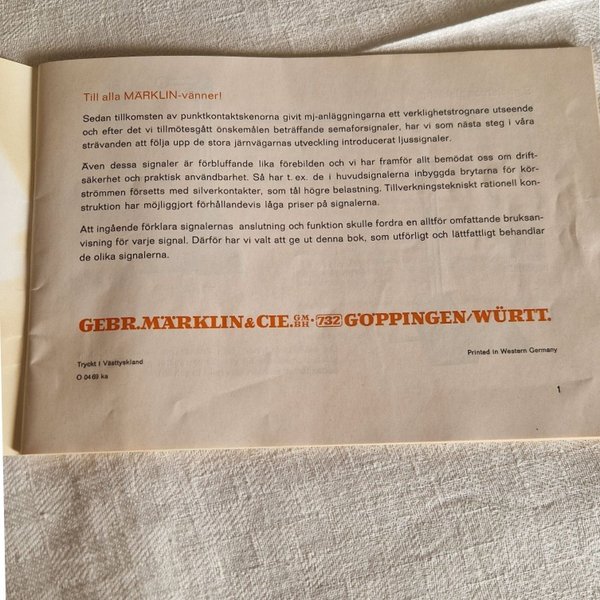 Till alla MÄRKLIN-vänner!
Sedan tillkomsten av punktkontaktskenorna givit mj-anläggningarna ett verklighetstrognare utseende
och efter det vi tillmötesgått önskemålen beträffande semaforsignaler, har vi som nästa steg i våra
strävanden att följa upp de stora järnvägarnas utveckling introducerat ljussignaler.
Även dessa signaler är förbluffande lika förebilden och vi har framför allt bemödat oss om drift-
säkerhet och praktisk användbarhet. Så har t. ex. de i huvudsignalerna inbyggda brytarna för kör-
strömmen försetts med silverkontakter, som tål högre belastning. Tillverkningstekniskt rationell kon-
struktion har möjliggjort förhållandevis låga priser på signalerna.
Att ingående förklara signalernas anslutning och funktion skulle fordra en alltför omfattande bruksan-
visning för varje signal. Därför har vi valt att ge ut denna bok, som utförligt och lättfattligt behandlar
de olika signalerna.
GEBR. MÄRKLIN & CIE. GMBH · 732 GÖPPINGEN/WÜRTT.
Tryckt i Västtyskland
Printed in Western Germany
O 04 69 ka
1